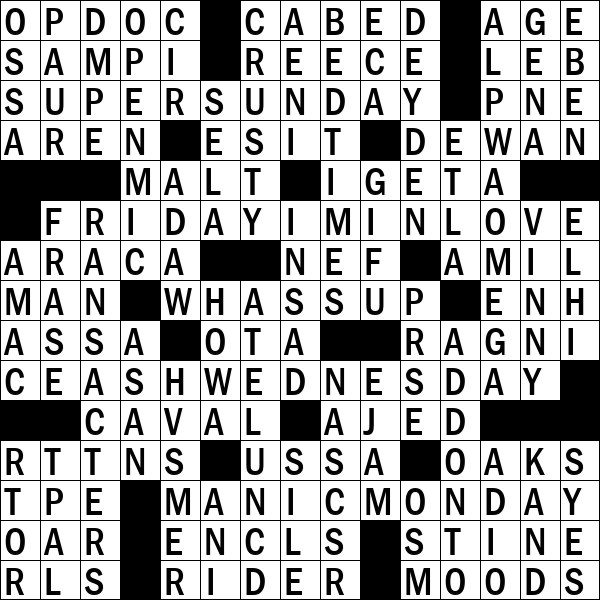 OPDOC CABED AGE
SAMPI REECE LEB
SUPERSUNDAY PNE
AREN ESIT DEWAN
MALT IGETA
FRIDAYIMINLOVE
ARACA NEF AMIL
MAN WHASSUP ENH
ASSA OTA RAGNI
CEASHWEDNESDAY
CAVAL AJED
RTTNS USSA OAKS
TPE MANICMONDAY
OAR ENCLS STINE
RLS RIDER MOODS